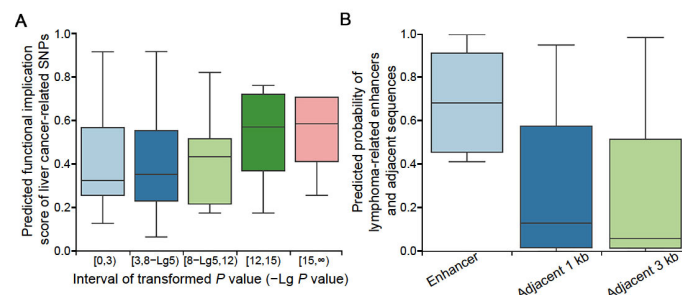 A
Predicted functional implication
score of liver cancer-related SNPs
1.0
0.8
0.6
0.4
0.2
0.0
[0,3) [3,8−Lg5) [8−Lg5,12) [12,15) [15,∞)
Interval of transformed P value (−Lg P value)
B
Predicted probability of
lymphoma-related enhancers
and adjacent sequences
1.0
0.8
0.6
0.4
0.2
0.0
Enhancer
Adjacent 1 kb
Adjacent 3 kb